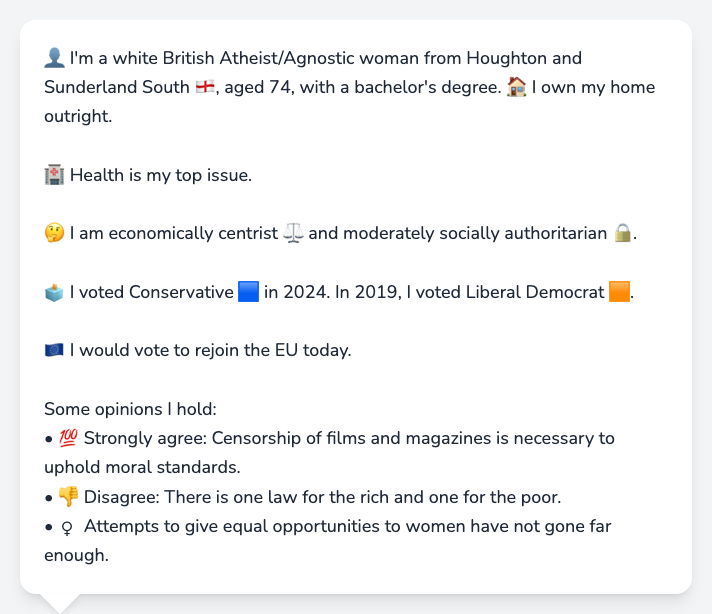 👤 I'm a white British Atheist/Agnostic woman from Houghton and
Sunderland South 🏴󠁧󠁢󠁥󠁮󠁧󠁿, aged 74, with a bachelor's degree. 🏠 I own my home
outright.
🏥 Health is my top issue.
🤔 I am economically centrist ⚖️ and moderately socially authoritarian 🔒.
🗳️ I voted Conservative 🟦 in 2024. In 2019, I voted Liberal Democrat 🟧.
🇪🇺 I would vote to rejoin the EU today.
Some opinions I hold:
• 💯 Strongly agree: Censorship of films and magazines is necessary to
uphold moral standards.
• 👎 Disagree: There is one law for the rich and one for the poor.
• ♀ Attempts to give equal opportunities to women have not gone far
enough.